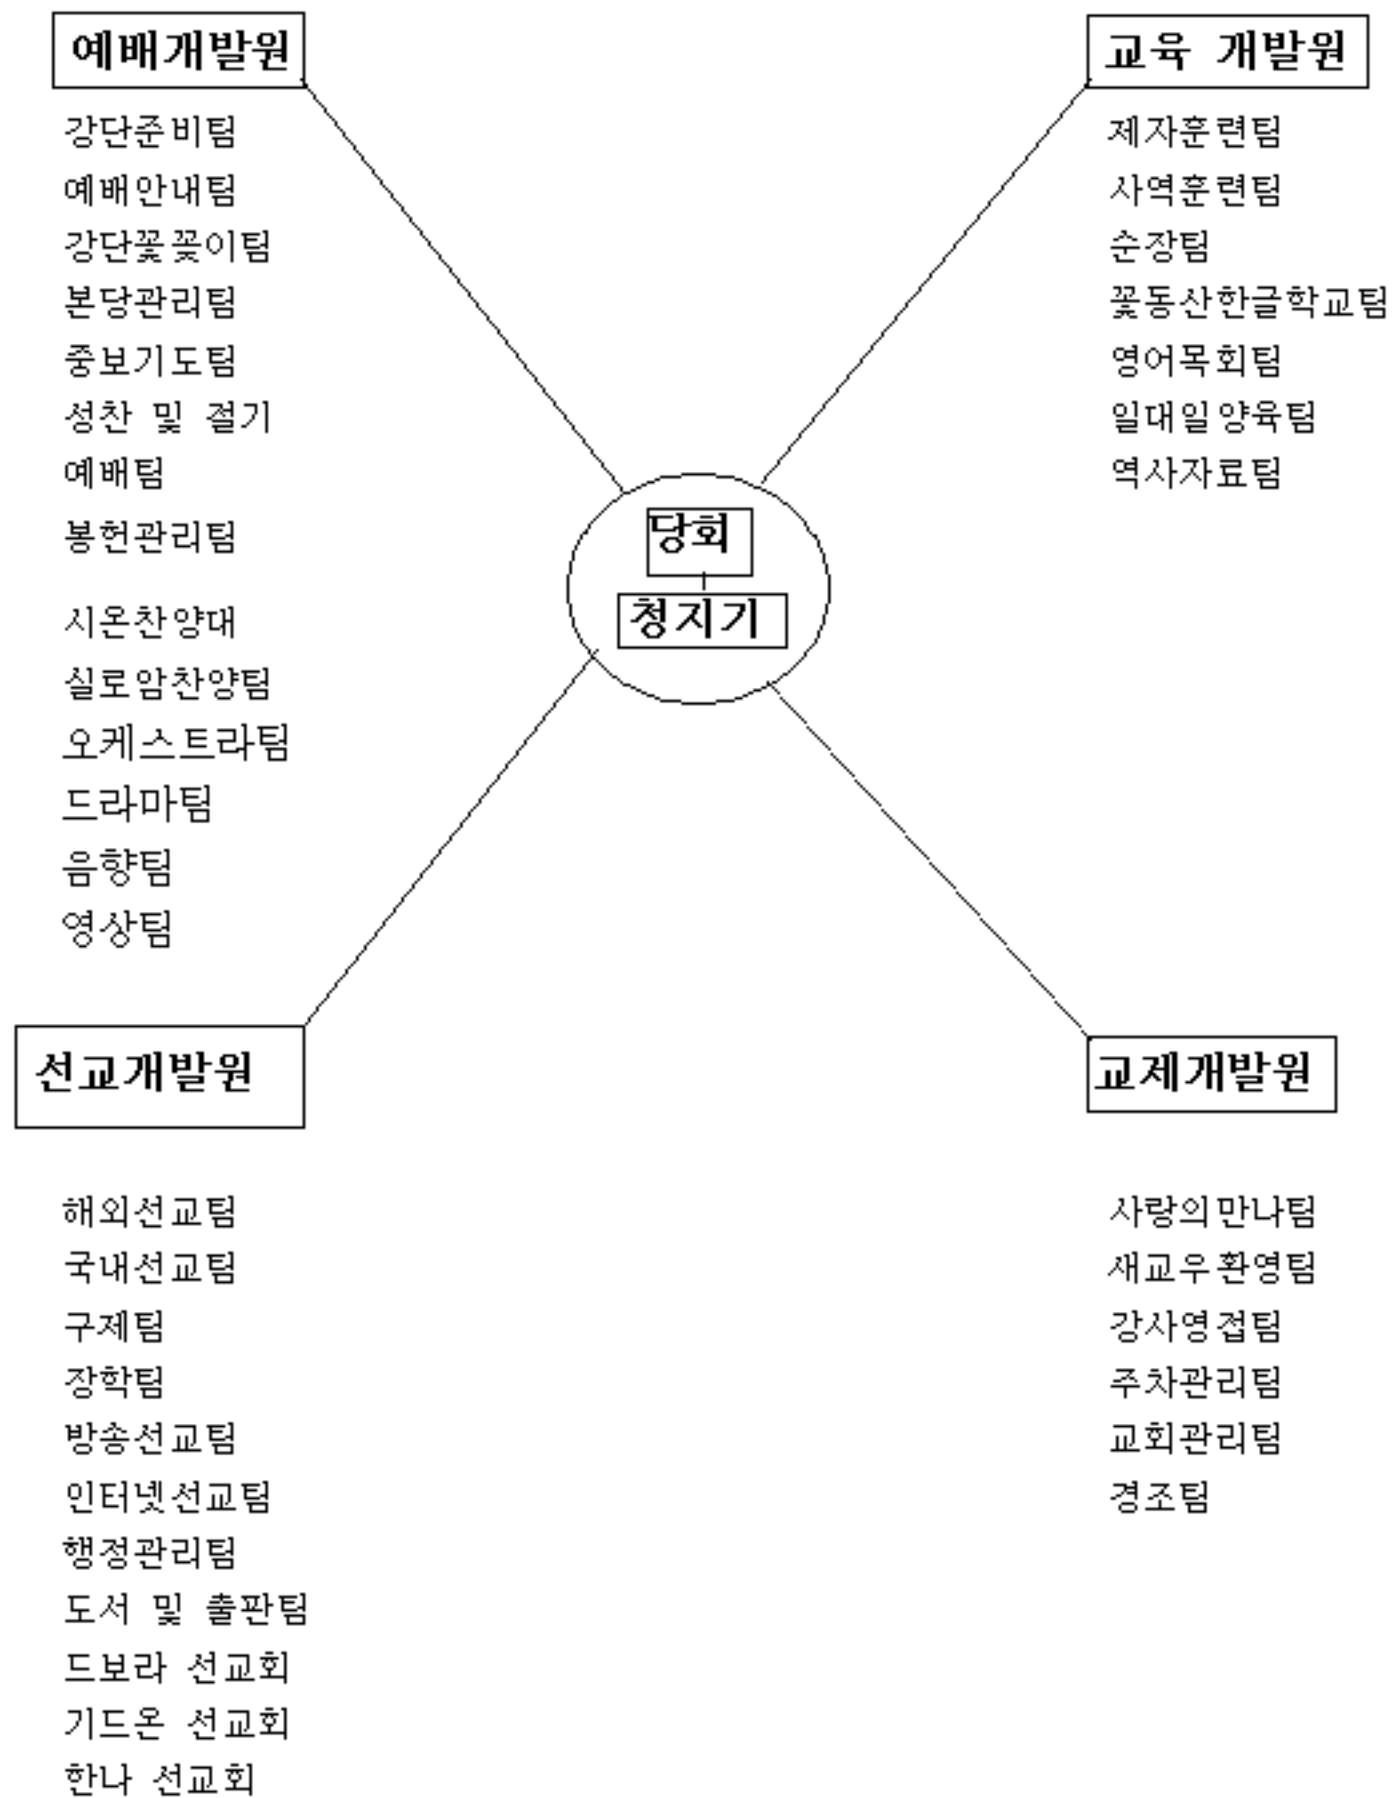 예배개발원
강단준비팀
예배안내팀
강단꽃꽂이팀
본당관리팀
중보기도팀
성찬 및 절기
예배팀
봉헌관리팀
시온찬양대
실로암찬양팀
오케스트라팀
드라마팀
음향팀
영상팀
교육 개발원
제자훈련팀
사역훈련팀
순장팀
꽃동산한글학교팀
영어목회팀
일대일양육팀
역사자료팀
당회
청지기
선교개발원
해외선교팀
국내선교팀
구제팀
장학팀
방송선교팀
인터넷선교팀
행정관리팀
도서 및 출판팀
드보라 선교회
기드온 선교회
한나 선교회
교제개발원
사랑의만나팀
새교우환영팀
강사영접팀
주차관리팀
교회관리팀
경조팀